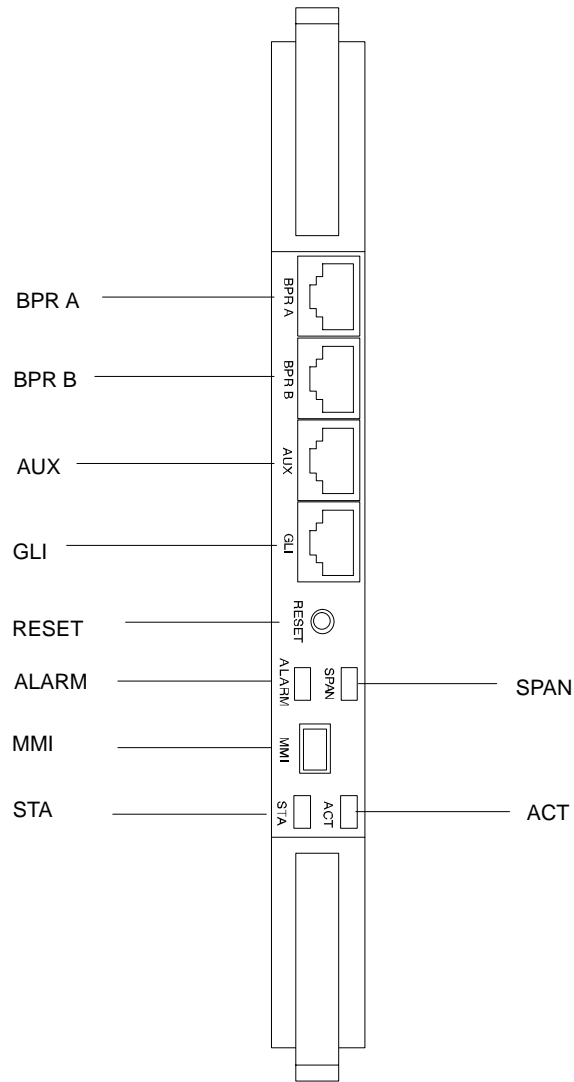 BPR A
BPR A
BPR B
BPR B
AUX
AUX
GLI
GLI
RESET
RESET
ALARM
ALARM
SPAN
SPAN
MMI
MMI
STA
STA
ACT
ACT